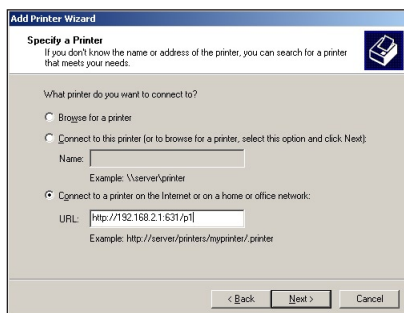 Add Printer Wizard
Specify a Printer
If you don't know the name or address of the printer, you can search for a printer
that meets your needs.
What printer do you want to connect to?
Browse for a printer
Connect to this printer (or to browse for a printer, select this option and click Next):
Name:
Example: \\server\printer
Connect to a printer on the Internet or on a home or office network:
URL: http://192.168.2.1:631/p1
Example: http://server/printers/myprinter/.printer
< Back Next > Cancel